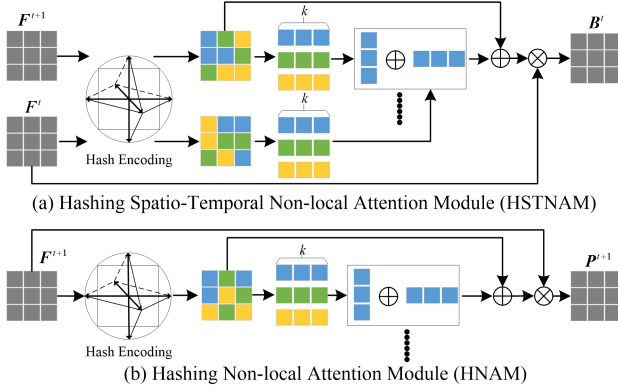 F^{t+1}
k
B^t
F^t
k
Hash Encoding
(a) Hashing Spatio-Temporal Non-local Attention Module (HSTNAM)
F^{t+1}
k
P^{t+1}
Hash Encoding
(b) Hashing Non-local Attention Module (HNAM)